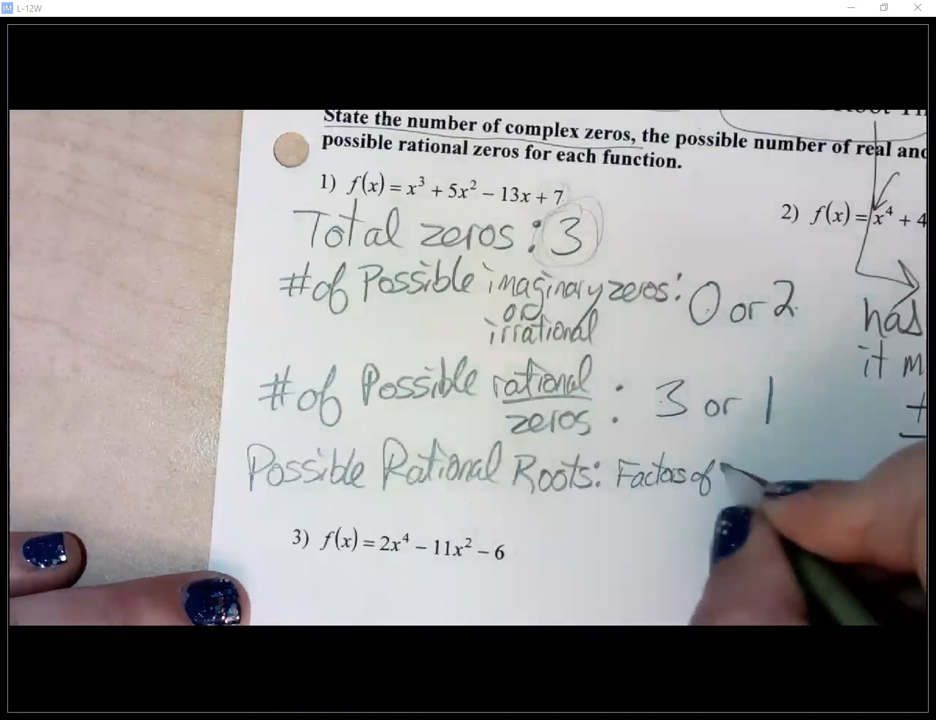 L-12W
State the number of complex zeros, the possible number of real and
possible rational zeros for each function.
1) f(x) = x³ + 5x² − 13x + 7
2) f(x) = x⁴ + 4
Total zeros : 3
# of Possible imaginary zeros: 0 or 2
or
irrational
has
it m
# of Possible rational : 3 or 1
zeros
+
Possible Rational Roots: Factors of
3) f(x) = 2x⁴ − 11x² − 6